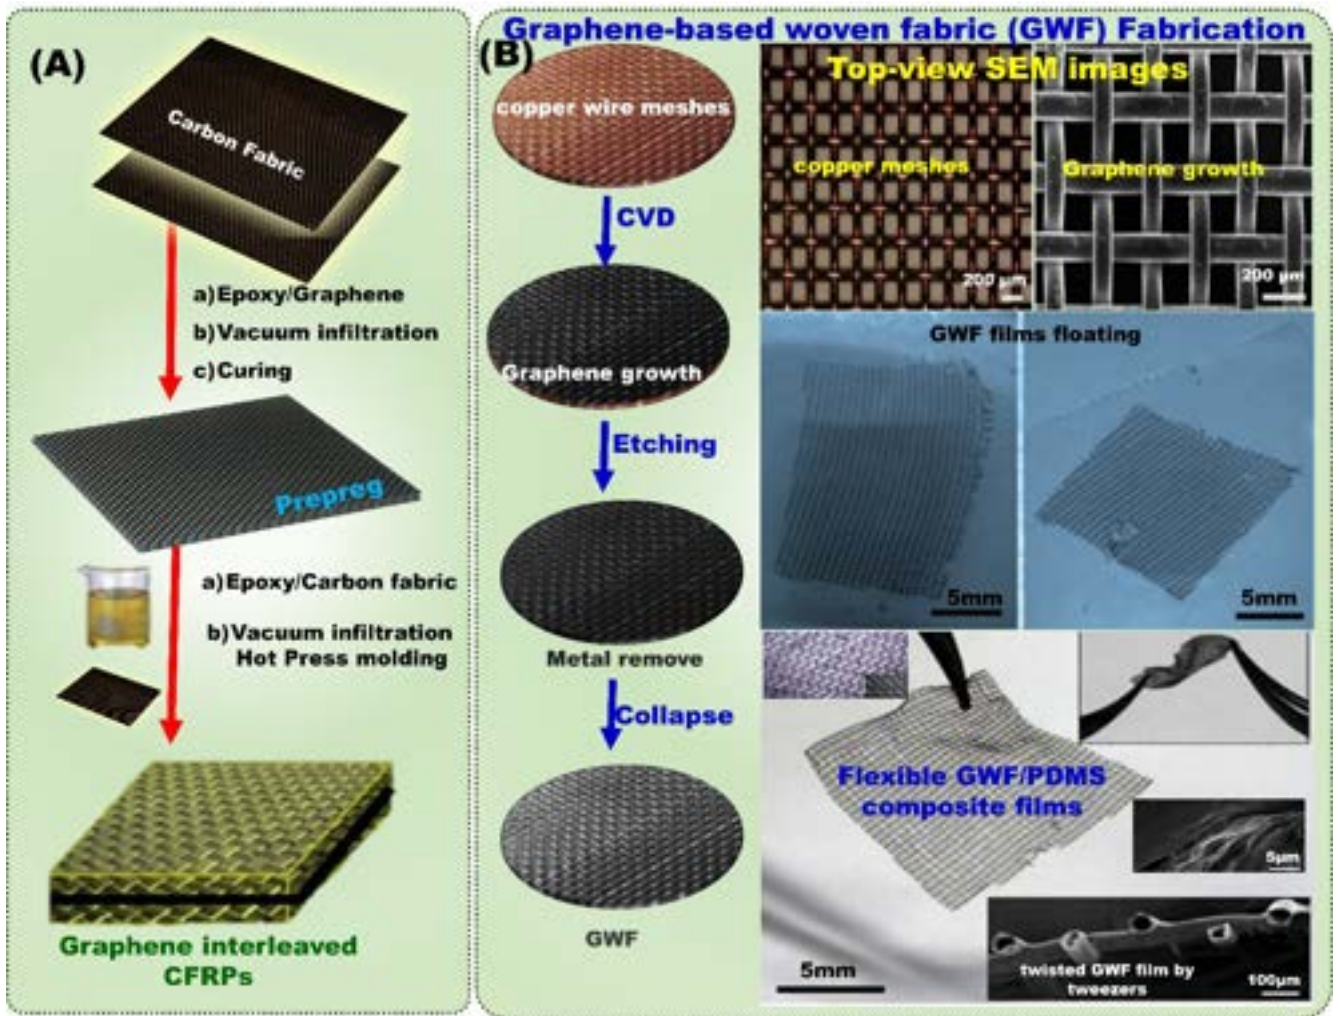 (A)
Carbon Fabric
a)Epoxy/Graphene
b)Vacuum infiltration
c)Curing
Prepreg
a)Epoxy/Carbon fabric
b)Vacuum infiltration
Hot Press molding
Graphene interleaved
CFRPs
Graphene-based woven fabric (GWF) Fabrication
(B)
copper wire meshes
CVD
Graphene growth
Etching
Metal remove
Collapse
GWF
Top-view SEM images
copper meshes
200 μm
Graphene growth
200 μm
GWF films floating
5mm
5mm
Flexible GWF/PDMS
composite films
5μm
5mm
twisted GWF film by
tweezers
100μm